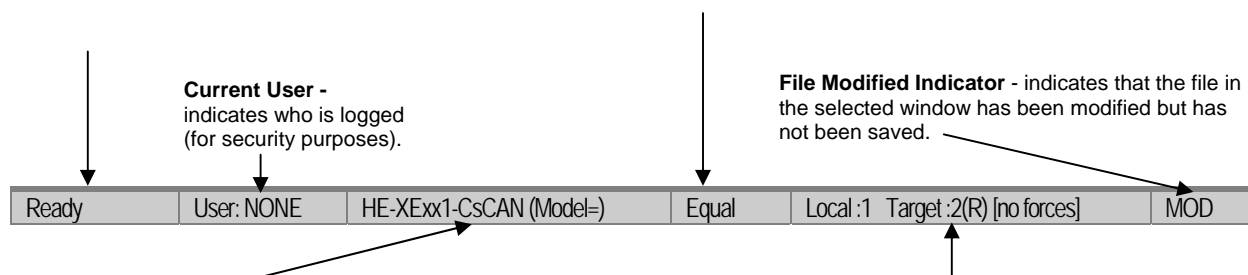 Current User -
indicates who is logged
(for security purposes).
File Modified Indicator - indicates that the file in
the selected window has been modified but has
not been saved.
Ready User: NONE HE-XExx1-CsCAN (Model=) Equal Local :1 Target :2(R) [no forces] MOD